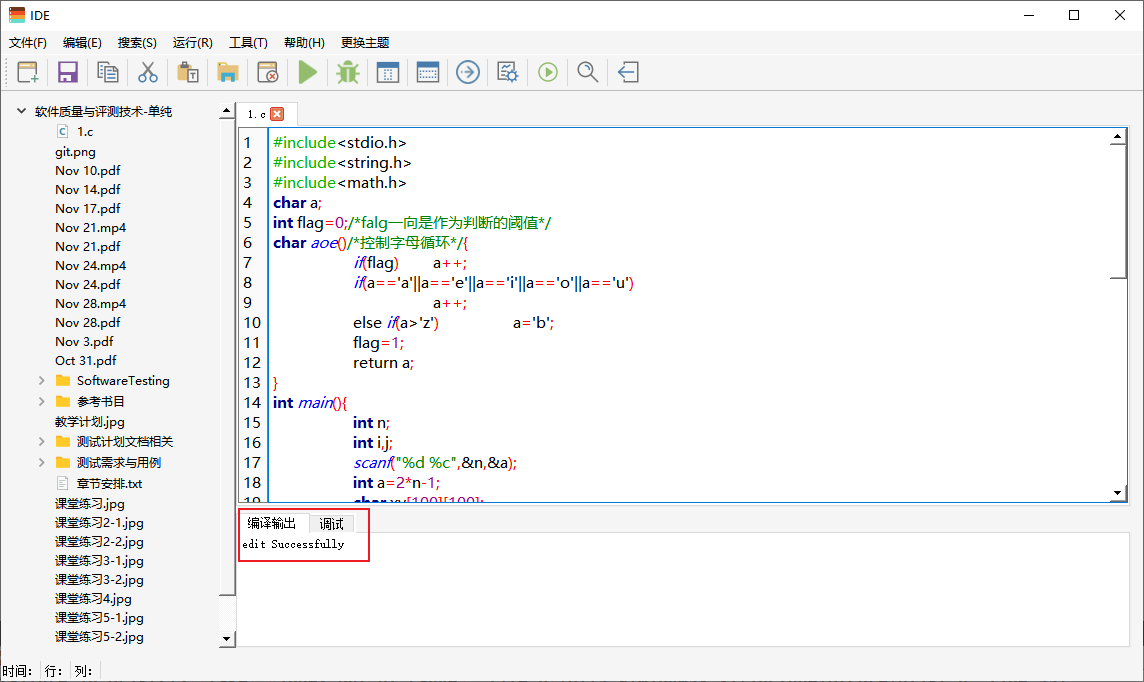 IDE
文件(F) 编辑(E) 搜索(S) 运行(R) 工具(T) 帮助(H) 更换主题
软件质量与评测技术-单纯
1.c
git.png
Nov 10.pdf
Nov 14.pdf
Nov 17.pdf
Nov 21.mp4
Nov 21.pdf
Nov 24.mp4
Nov 24.pdf
Nov 28.mp4
Nov 28.pdf
Nov 3.pdf
Oct 31.pdf
SoftwareTesting
参考书目
教学计划.jpg
测试计划文档相关
测试需求与用例
章节安排.txt
课堂练习.jpg
课堂练习2-1.jpg
课堂练习2-2.jpg
课堂练习3-1.jpg
课堂练习3-2.jpg
课堂练习4.jpg
课堂练习5-1.jpg
课堂练习5-2.jpg
1.c
1 #include<stdio.h>
2 #include<string.h>
3 #include<math.h>
4 char a;
5 int flag=0;/*falg一向是作为判断的阈值*/
6 char aoe()/*控制字母循环*/{
7 if(flag) a++;
8 if(a=='a'||a=='e'||a=='i'||a=='o'||a=='u')
9 a++;
10 else if(a>'z') a='b';
11 flag=1;
12 return a;
13 }
14 int main(){
15 int n;
16 int i,j;
17 scanf("%d %c",&n,&a);
18 int a=2*n-1;
19 char xy[100][100];
编译输出 调试
edit Successfully
时间: 行: 列: